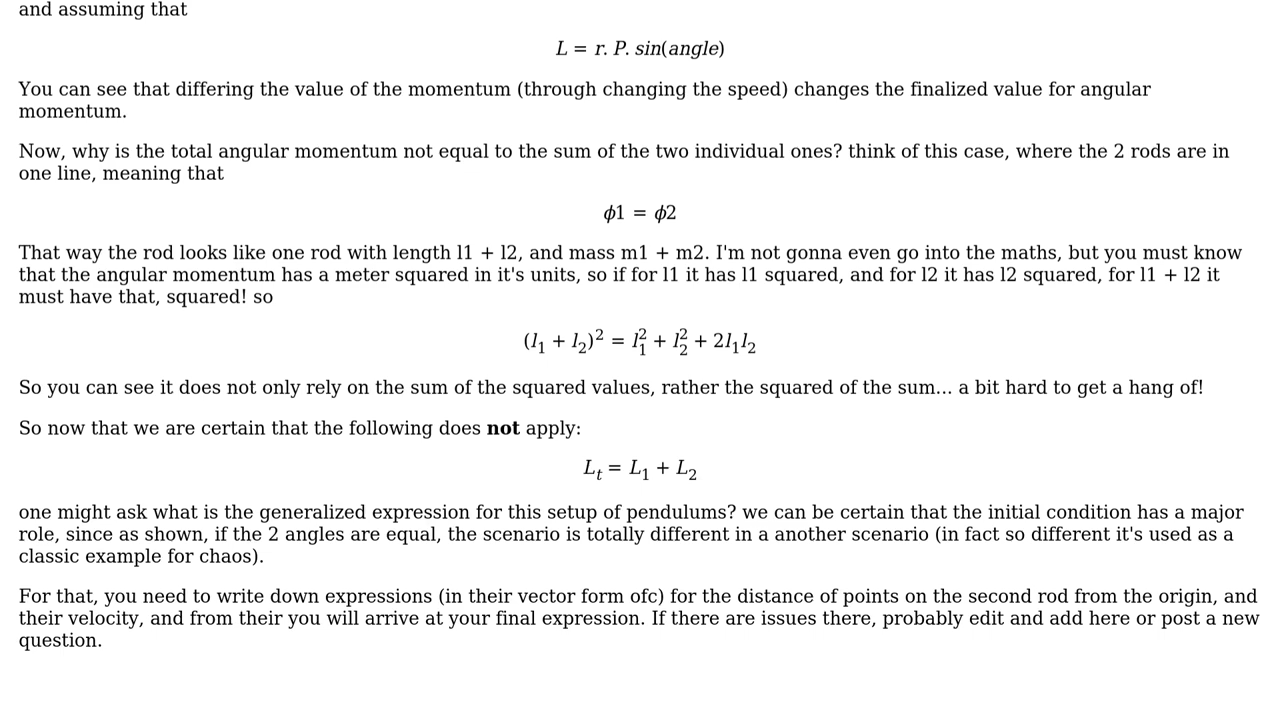 and assuming that
L = r. P. sin(angle)
You can see that differing the value of the momentum (through changing the speed) changes the finalized value for angular
momentum.
Now, why is the total angular momentum not equal to the sum of the two individual ones? think of this case, where the 2 rods are in
one line, meaning that
ϕ1 = ϕ2
That way the rod looks like one rod with length l1 + l2, and mass m1 + m2. I'm not gonna even go into the maths, but you must know
that the angular momentum has a meter squared in it's units, so if for l1 it has l1 squared, and for l2 it has l2 squared, for l1 + l2 it
must have that, squared! so
(l₁ + l₂)² = l₁² + l₂² + 2l₁l₂
So you can see it does not only rely on the sum of the squared values, rather the squared of the sum... a bit hard to get a hang of!
So now that we are certain that the following does not apply:
Lₜ = L₁ + L₂
one might ask what is the generalized expression for this setup of pendulums? we can be certain that the initial condition has a major
role, since as shown, if the 2 angles are equal, the scenario is totally different in a another scenario (in fact so different it's used as a
classic example for chaos).
For that, you need to write down expressions (in their vector form ofc) for the distance of points on the second rod from the origin, and
their velocity, and from their you will arrive at your final expression. If there are issues there, probably edit and add here or post a new
question.